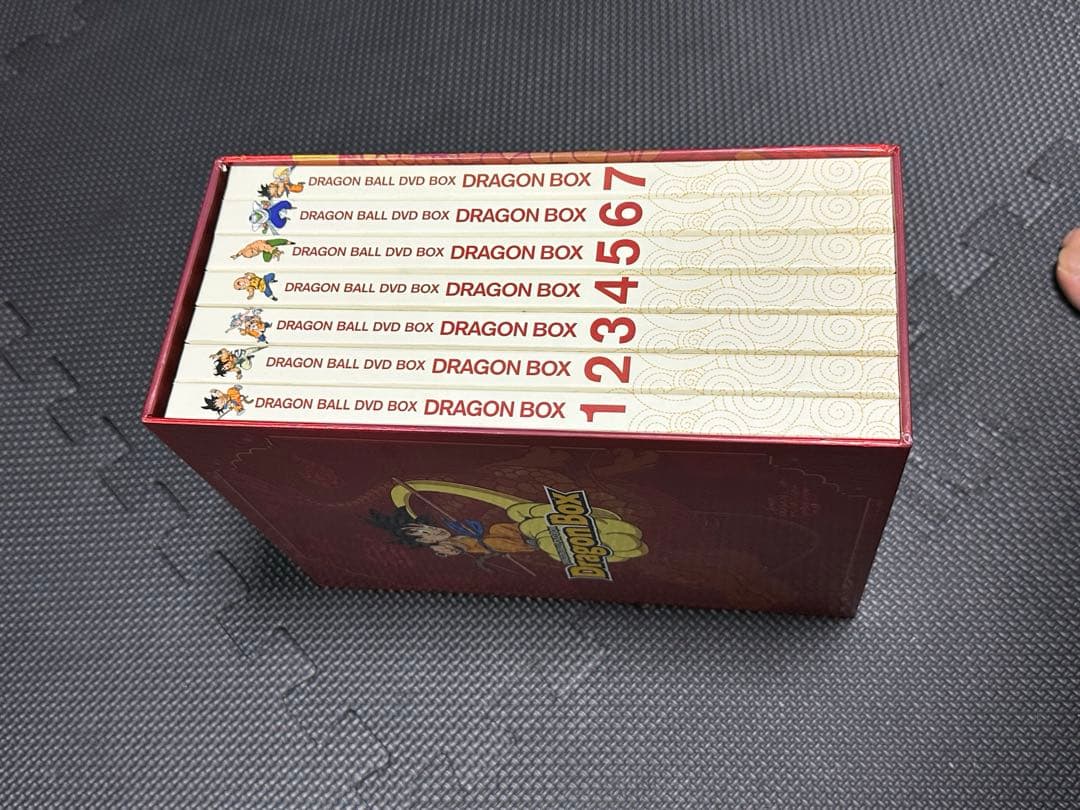 DRAGON BALL DVD BOX DRAGON BOX 7
DRAGON BALL DVD BOX DRAGON BOX 6
DRAGON BALL DVD BOX DRAGON BOX 5
DRAGON BALL DVD BOX DRAGON BOX 4
DRAGON BALL DVD BOX DRAGON BOX 3
DRAGON BALL DVD BOX DRAGON BOX 2
DRAGON BALL DVD BOX DRAGON BOX 1
DragonBox